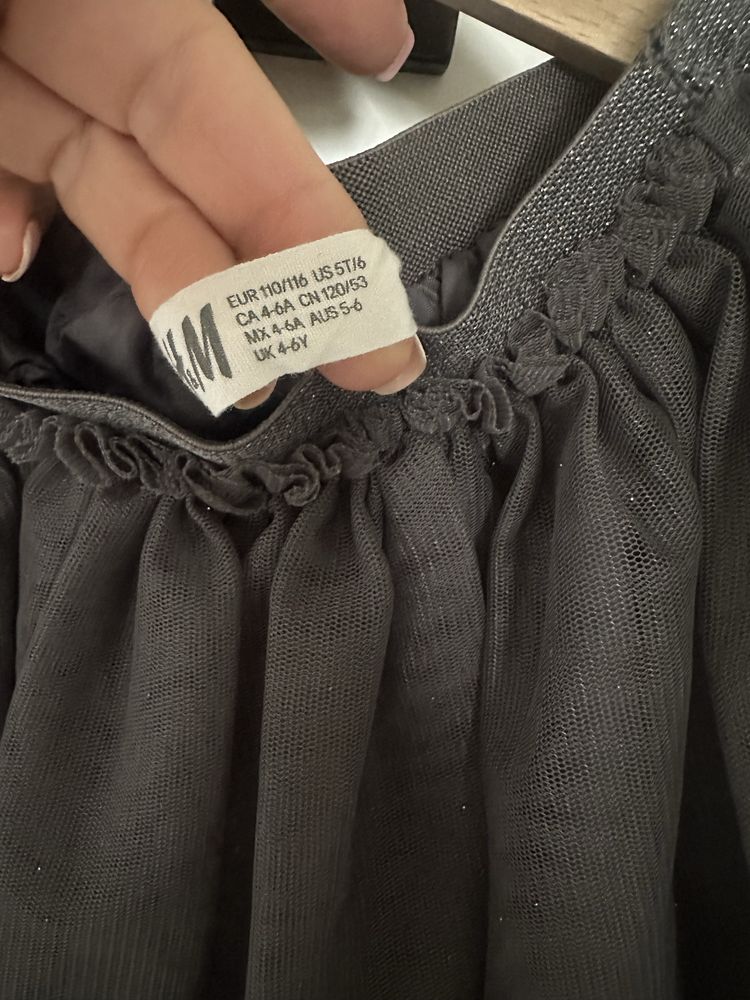 H&M
EUR 110/116 US 5T/6
CA 4-6A CN 120/53
MX 4-6A AUS 5-6
UK 4-6Y